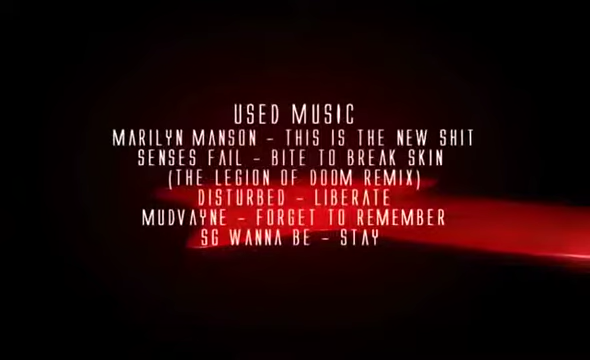 USED MUSIC
MARILYN MANSON - THIS IS THE NEW SHIT
SENSES FAIL - BITE TO BREAK SKIN
(THE LEGION OF DOOM REMIX)
DISTURBED - LIBERATE
MUDVAYNE - FORGET TO REMEMBER
SG WANNA BE - STAY